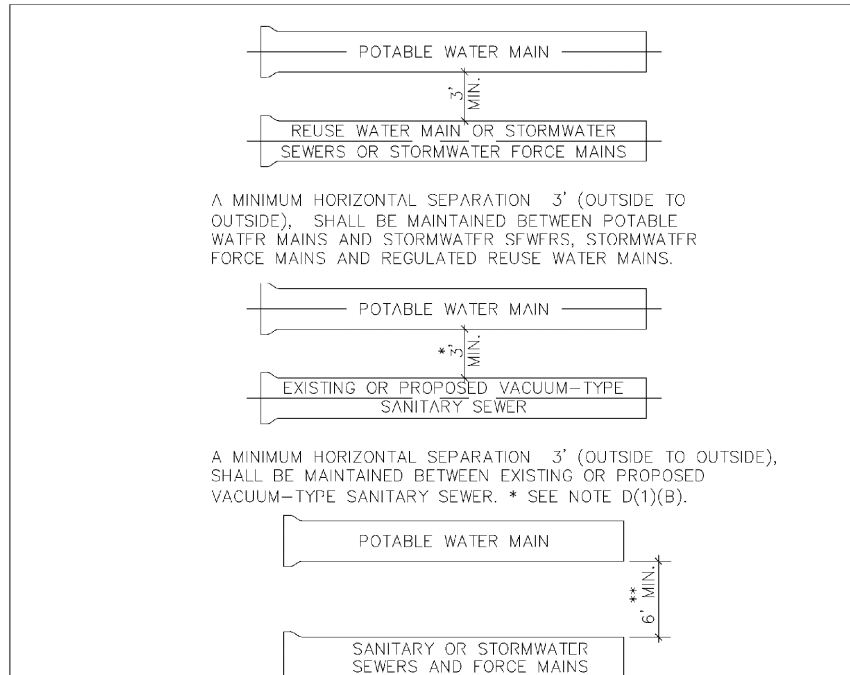 POTABLE WATER MAIN
3' MIN.
REUSE WATER MAIN OR STORMWATER
SEWERS OR STORMWATER FORCE MAINS
A MINIMUM HORIZONTAL SEPARATION 3' (OUTSIDE TO
OUTSIDE), SHALL BE MAINTAINED BETWEEN POTABLE
WATER MAINS AND STORMWATER SEWERS, STORMWATER
FORCE MAINS AND REGULATED REUSE WATER MAINS.
POTABLE WATER MAIN
* 3' MIN.
EXISTING OR PROPOSED VACUUM-TYPE
SANITARY SEWER
A MINIMUM HORIZONTAL SEPARATION 3' (OUTSIDE TO OUTSIDE),
SHALL BE MAINTAINED BETWEEN EXISTING OR PROPOSED
VACUUM-TYPE SANITARY SEWER. * SEE NOTE D(1)(B).
POTABLE WATER MAIN
6' MIN. **
SANITARY OR STORMWATER
SEWERS AND FORCE MAINS